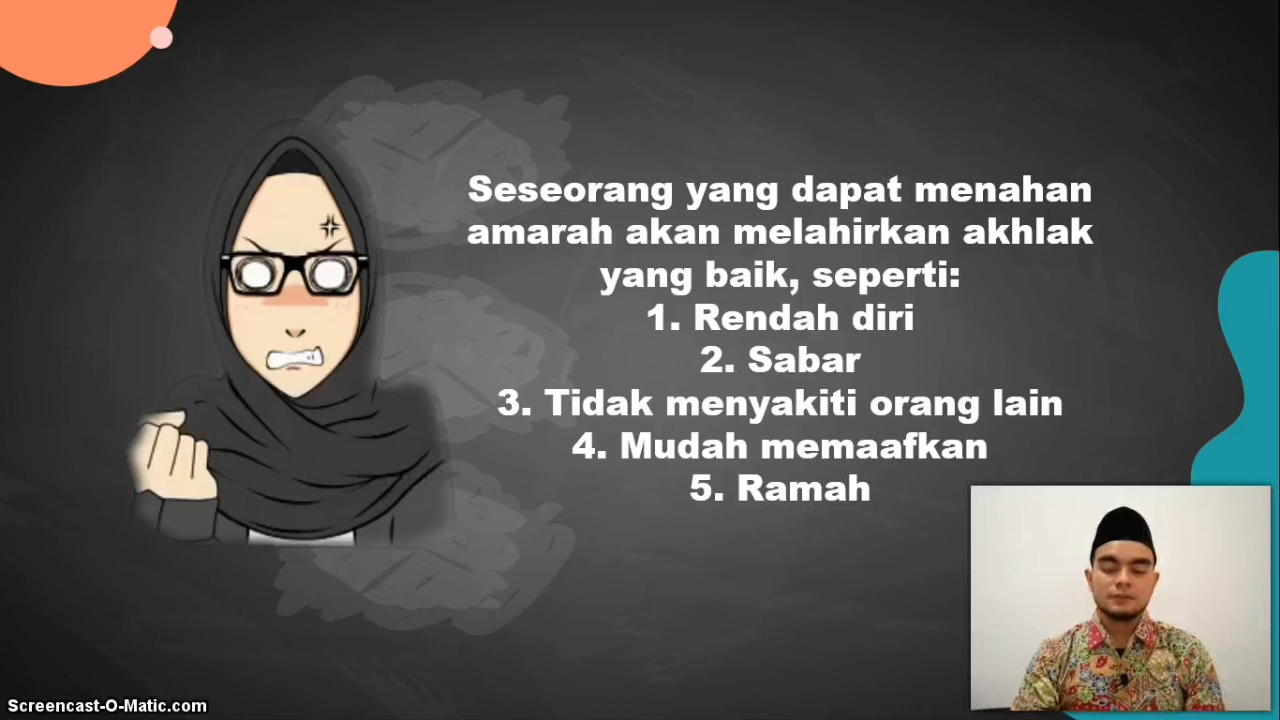 Seseorang yang dapat menahan
amarah akan melahirkan akhlak
yang baik, seperti:
1. Rendah diri
2. Sabar
3. Tidak menyakiti orang lain
4. Mudah memaafkan
5. Ramah
Screencast-O-Matic.com